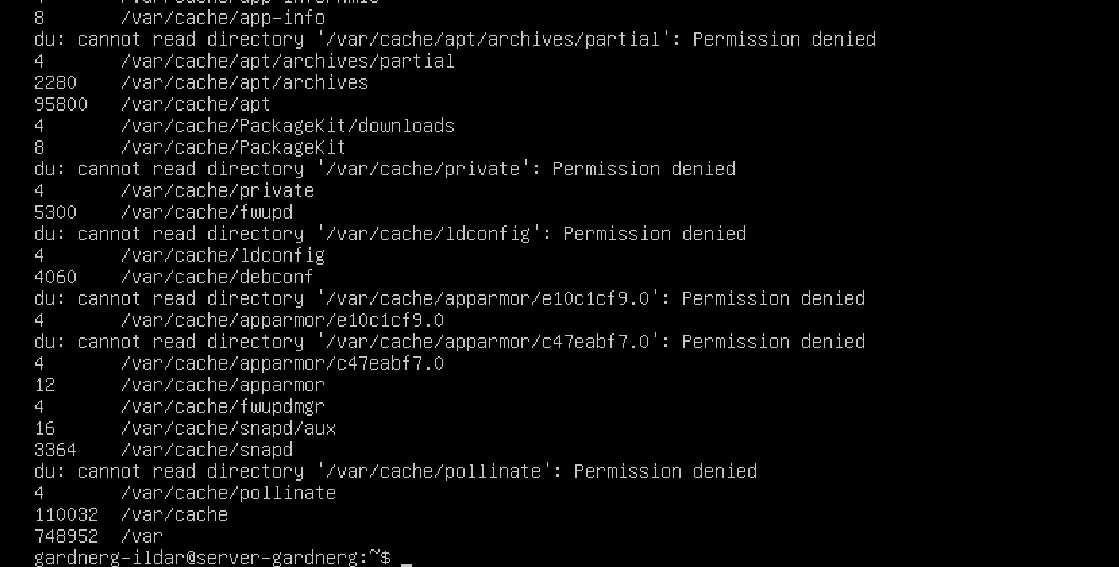 8 /var/cache/app-info
du: cannot read directory '/var/cache/apt/archives/partial': Permission denied
4 /var/cache/apt/archives/partial
2280 /var/cache/apt/archives
95800 /var/cache/apt
4 /var/cache/PackageKit/downloads
8 /var/cache/PackageKit
du: cannot read directory '/var/cache/private': Permission denied
4 /var/cache/private
5300 /var/cache/fwupd
du: cannot read directory '/var/cache/ldconfig': Permission denied
4 /var/cache/ldconfig
4060 /var/cache/debconf
du: cannot read directory '/var/cache/apparmor/e10c1cf9.0': Permission denied
4 /var/cache/apparmor/e10c1cf9.0
du: cannot read directory '/var/cache/apparmor/c47eabf7.0': Permission denied
4 /var/cache/apparmor/c47eabf7.0
12 /var/cache/apparmor
4 /var/cache/fwupdmgr
16 /var/cache/snapd/aux
3364 /var/cache/snapd
du: cannot read directory '/var/cache/pollinate': Permission denied
4 /var/cache/pollinate
110032 /var/cache
748952 /var
gardnerg-ildar@server-gardnerg:~$ _